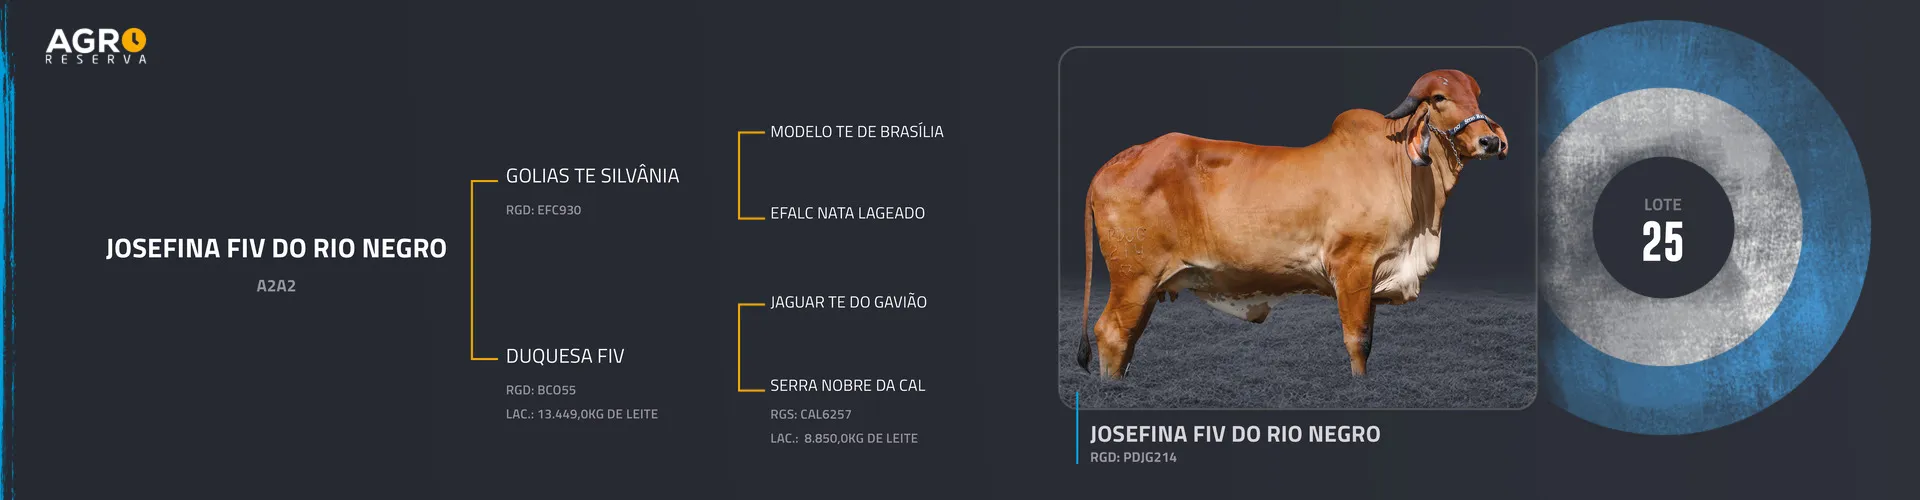 AGRO
RESERVA
JOSEFINA FIV DO RIO NEGRO
A2A2
GOLIAS TE SILVÂNIA
RGD: EFC930
DUQUESA FIV
RGD: BCO55
LAC.: 13.449,0KG DE LEITE
MODELO TE DE BRASÍLIA
EFALC NATA LAGEADO
JAGUAR TE DO GAVIÃO
SERRA NOBRE DA CAL
RGS: CAL6257
LAC.: 8.850,0KG DE LEITE
JOSEFINA FIV DO RIO NEGRO
RGD: PDJG214
LOTE
25